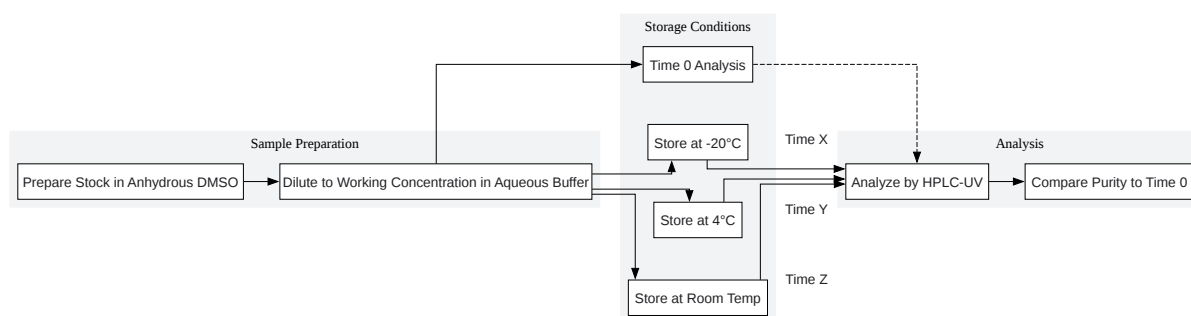 Storage Conditions
Time 0 Analysis
Sample Preparation
Prepare Stock in Anhydrous DMSO
Dilute to Working Concentration in Aqueous Buffer
Store at -20°C
Store at 4°C
Store at Room Temp
Time X
Time Y
Time Z
Analysis
Analyze by HPLC-UV
Compare Purity to Time 0